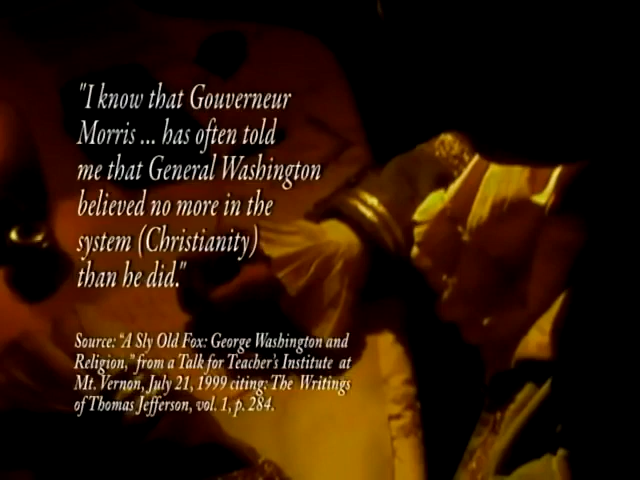 "I know that Gouverneur
Morris ... has often told
me that General Washington
believed no more in the
system (Christianity)
than he did."
Source: "A Sly Old Fox: George Washington and
Religion," from a Talk for Teacher's Institute at
Mt. Vernon, July 21, 1999 citing: The Writings
of Thomas Jefferson, vol. 1, p. 284.